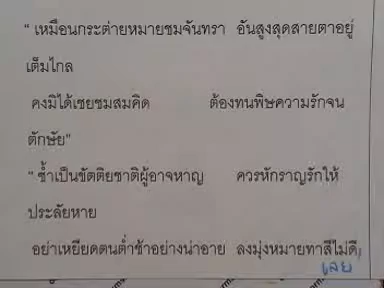 “ เหมือนกระต่ายหมายชมจันทรา อันสูงสุดสายตาอยู่
เต็มไกล
คงมิได้เชยชมสมคิด ต้องทนพิษความรักจน
ตักษัย”
“ ซ้ำเป็นขัตติยชาติผู้อาจหาญ ควรหักราญรักให้
ประลัยหาย
อย่าเหยียดตนต่ำช้าอย่างน่าอาย ลงมุ่งหมายทาสีไม่ดี
เลย